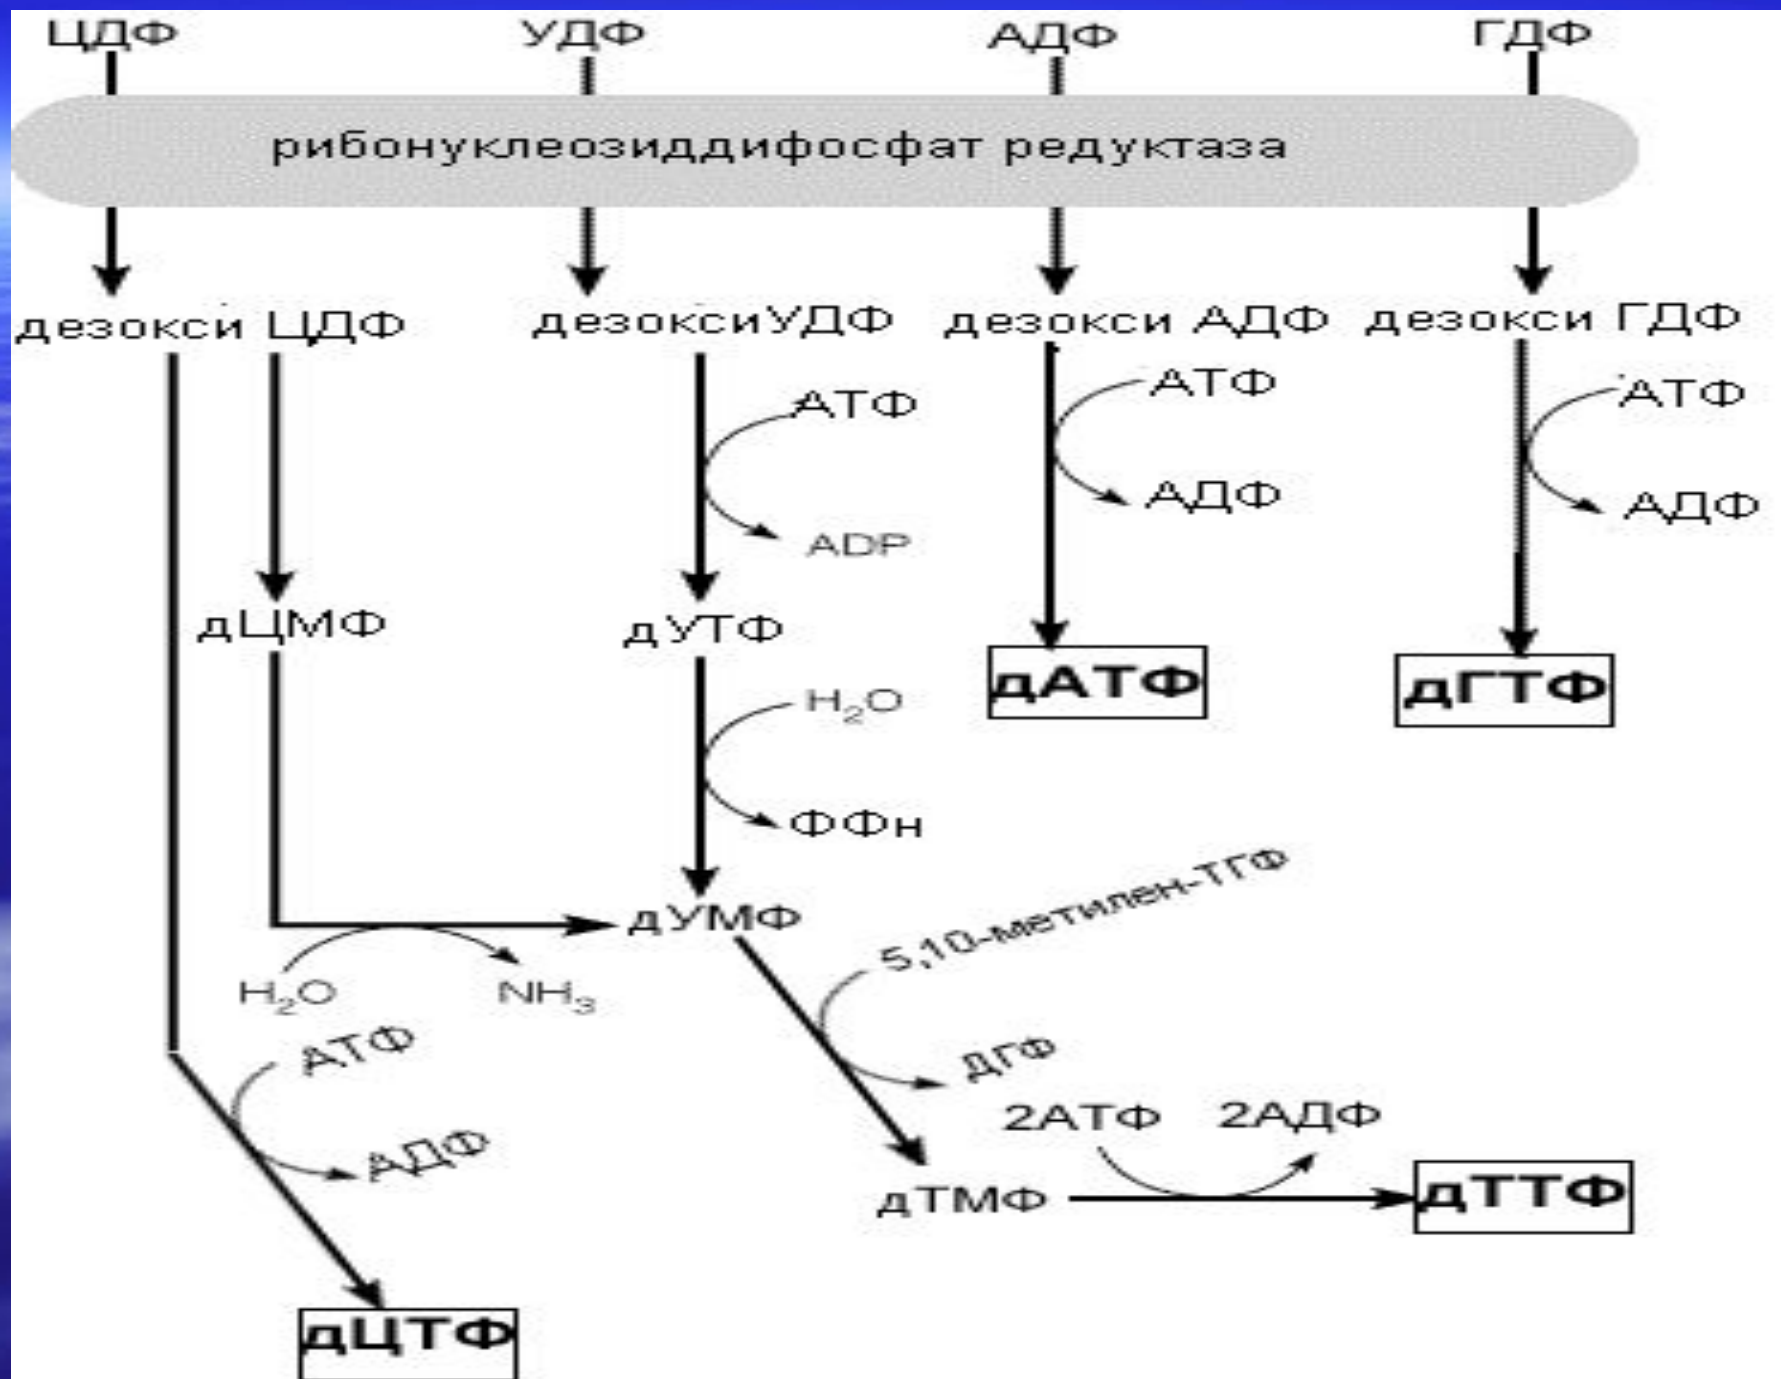 ЦДФ УДФ АДФ ГДФ
рибонуклеозиддифосфат редуктаза
дезокси ЦДФ дезоксиУДФ дезокси АДФ дезокси ГДФ
АТФ АТФ АТФ
АДФ АДФ
ADP
дЦМФ дУТФ
дАТФ дГТФ
H₂O
ФФн
5,10-метилен-ТГФ
дУМФ
H₂O NH₃
АТФ ДГФ
2АТФ 2АДФ
АДФ
дТМФ дТТФ
дЦТФ